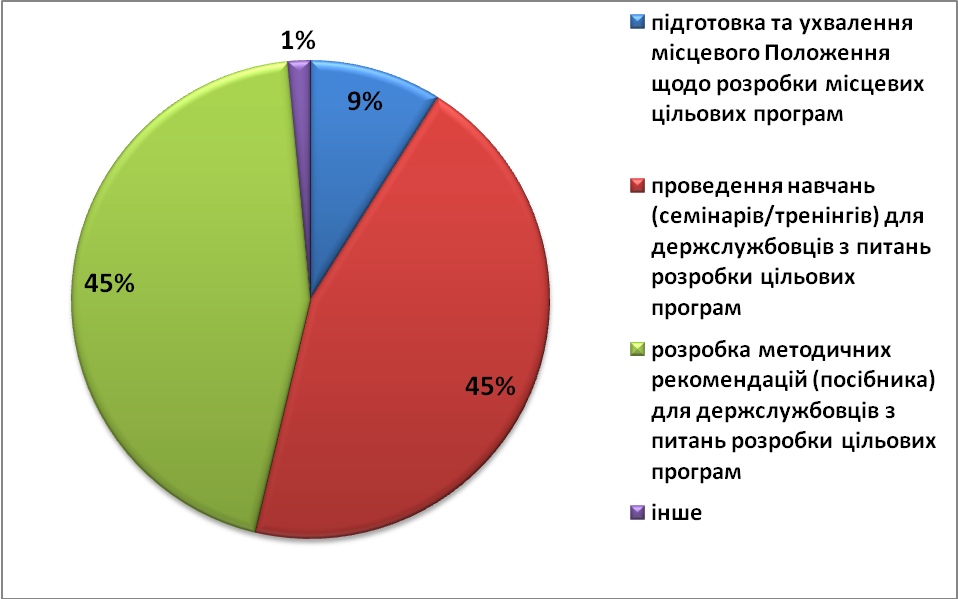 1%
9%
45%
45%
підготовка та ухвалення
місцевого Положення
щодо розробки місцевих
цільових програм
проведення навчань
(семінарів/тренінгів) для
держслужбовців з питань
розробки цільових
програм
розробка методичних
рекомендацій (посібника)
для держслужбовців з
питань розробки цільових
програм
інше